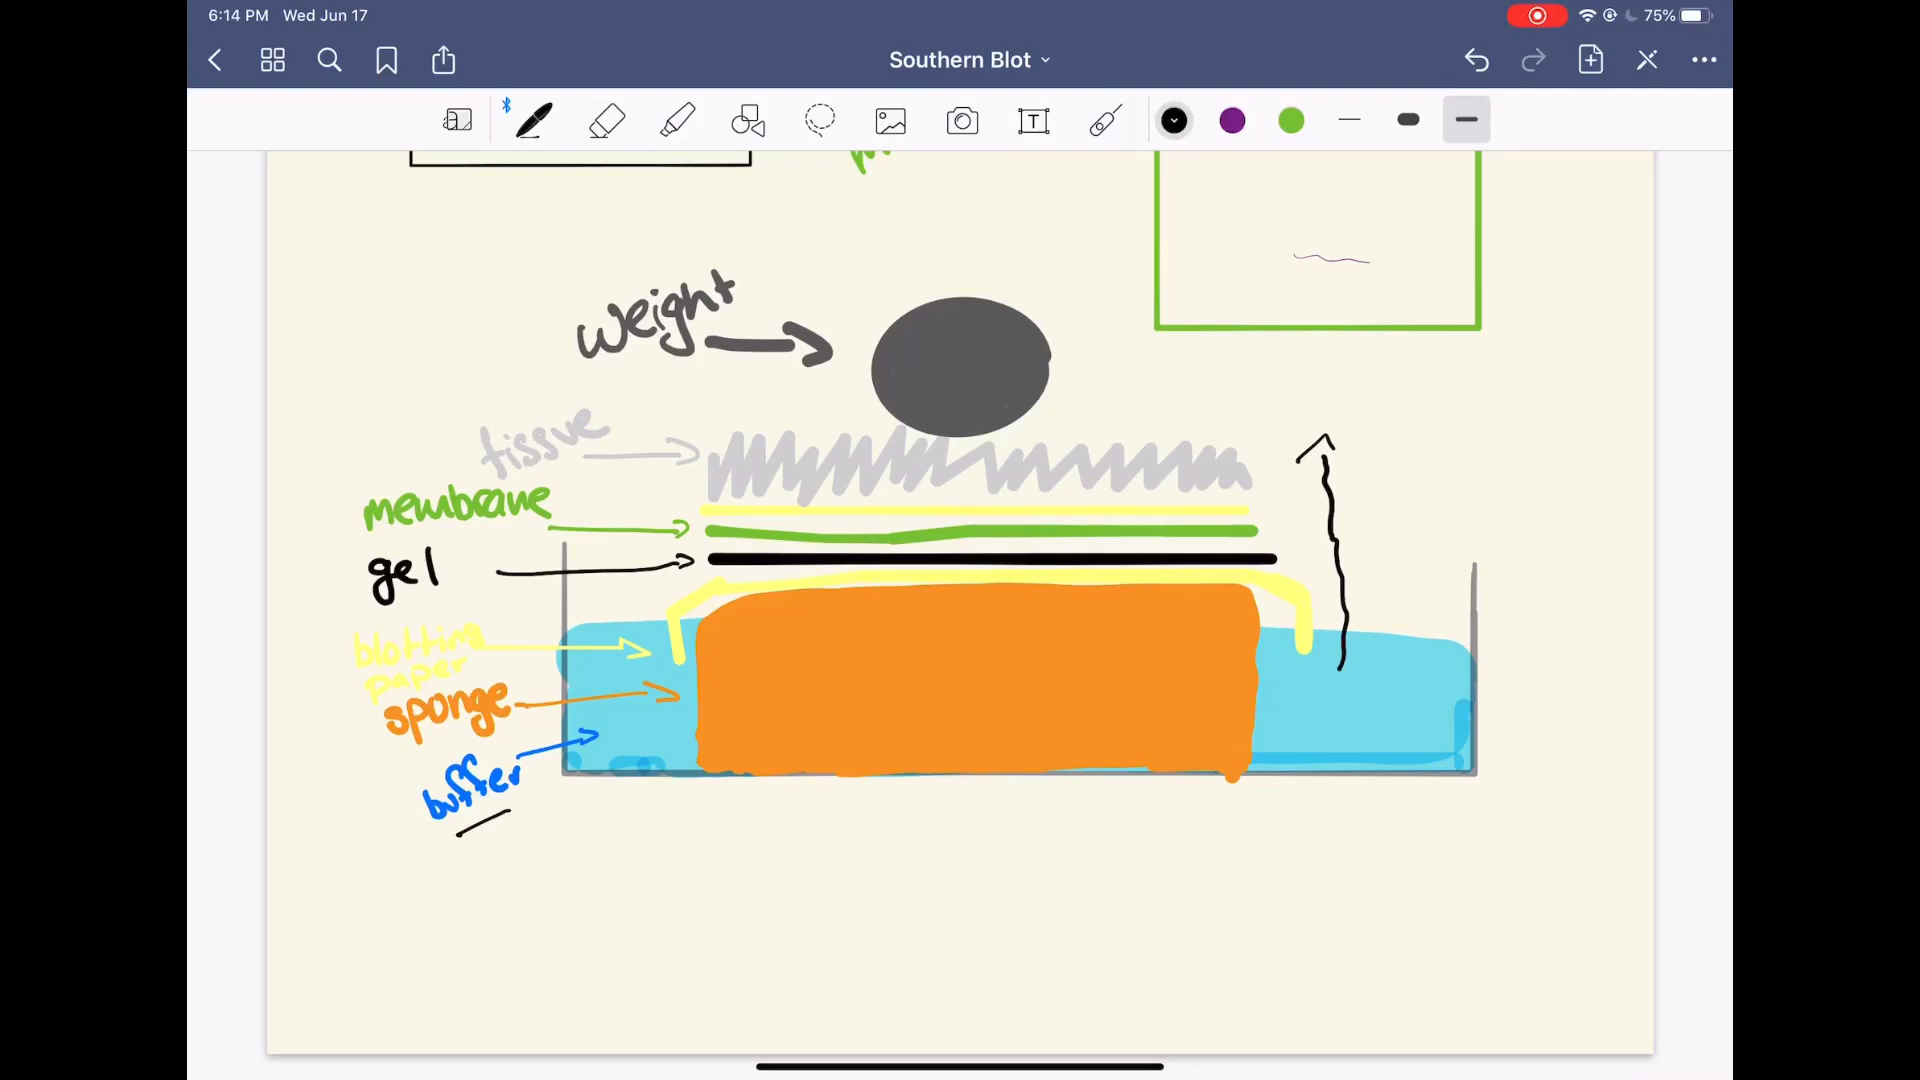 6:14 PM Wed Jun 17
75%
Southern Blot
T
weight
tissue
membrane
gel
blotting
paper
sponge
buffer